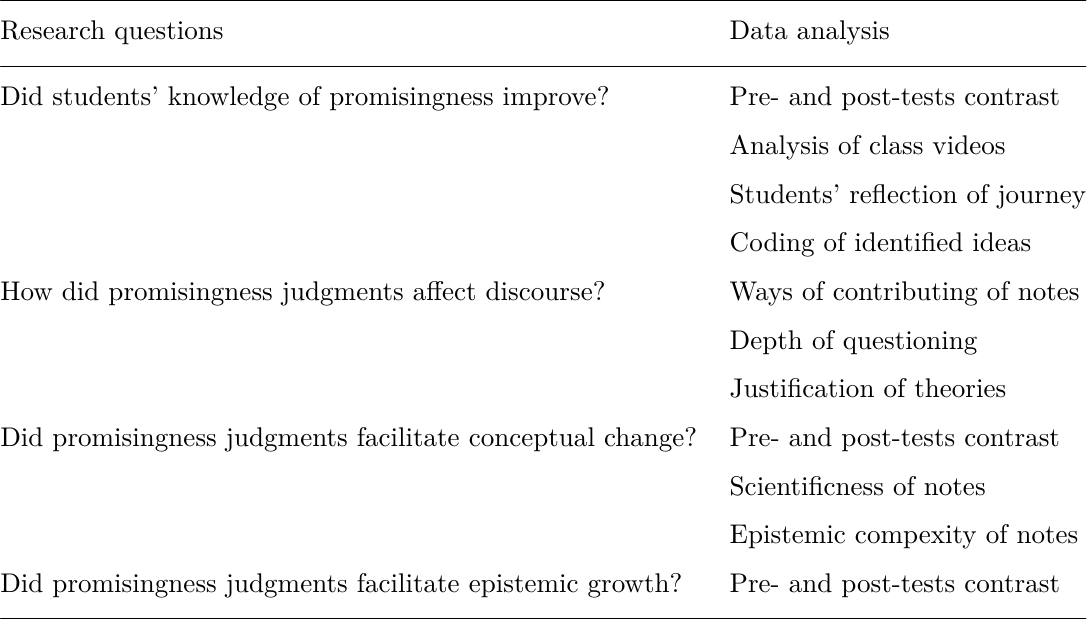 Research questions Data analysis
Did students’ knowledge of promisingness improve? Pre- and post-tests contrast
Analysis of class videos
Students’ reflection of journey
Coding of identified ideas
How did promisingness judgments affect discourse? Ways of contributing of notes
Depth of questioning
Justification of theories
Did promisingness judgments facilitate conceptual change? Pre- and post-tests contrast
Scientificness of notes
Epistemic compexity of notes
Did promisingness judgments facilitate epistemic growth? Pre- and post-tests contrast